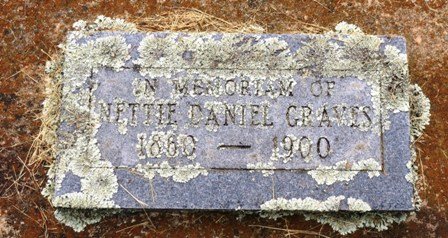 IN MEMORIAM OF
NETTIE DANIEL GRAVES
1860 — 1900